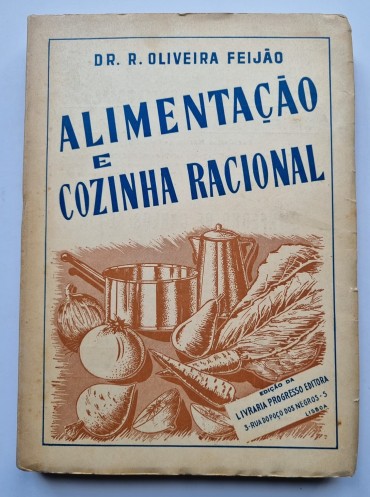 DR. R. OLIVEIRA FEIJÃO
ALIMENTAÇÃO
E
COZINHA RACIONAL
EDIÇÃO DA
LIVRARIA PROGRESSO EDITORA
3-RUA DO POÇO DOS NEGROS-5
LISBOA